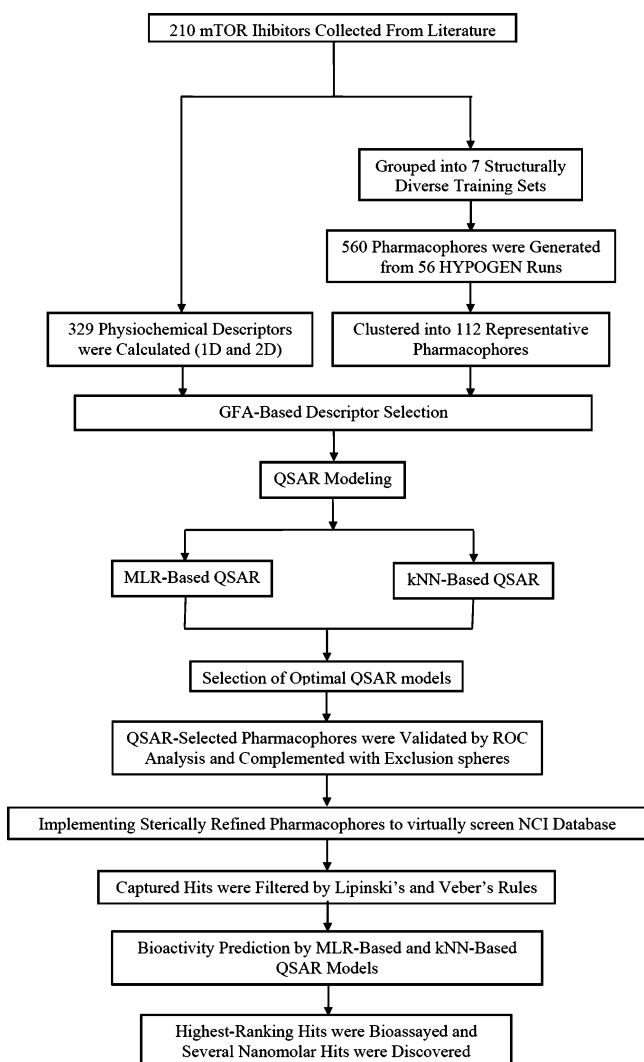 210 mTOR Ihibitors Collected From Literature
Grouped into 7 Structurally
Diverse Training Sets
560 Pharmacophores were Generated
from 56 HYPOGEN Runs
329 Physiochemical Descriptors
were Calculated (1D and 2D)
Clustered into 112 Representative
Pharmacophores
GFA-Based Descriptor Selection
QSAR Modeling
MLR-Based QSAR
kNN-Based QSAR
Selection of Optimal QSAR models
QSAR-Selected Pharmacophores were Validated by ROC
Analysis and Complemented with Exclusion spheres
Implementing Sterically Refined Pharmacophores to virtually screen NCI Database
Captured Hits were Filtered by Lipinski's and Veber's Rules
Bioactivity Prediction by MLR-Based and kNN-Based
QSAR Models
Highest-Ranking Hits were Bioassayed and
Several Nanomolar Hits were Discovered